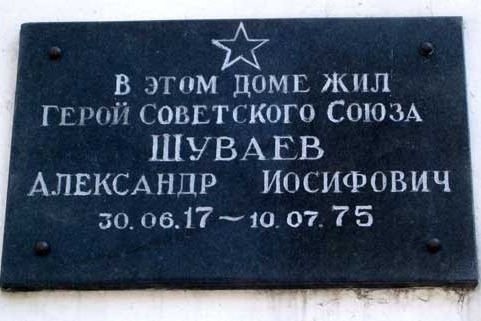 В ЭТОМ ДОМЕ ЖИЛ
ГЕРОЙ СОВЕТСКОГО СОЮЗА
ШУВАЕВ
АЛЕКСАНДР ИОСИФОВИЧ
30.06.17 — 10.07.75